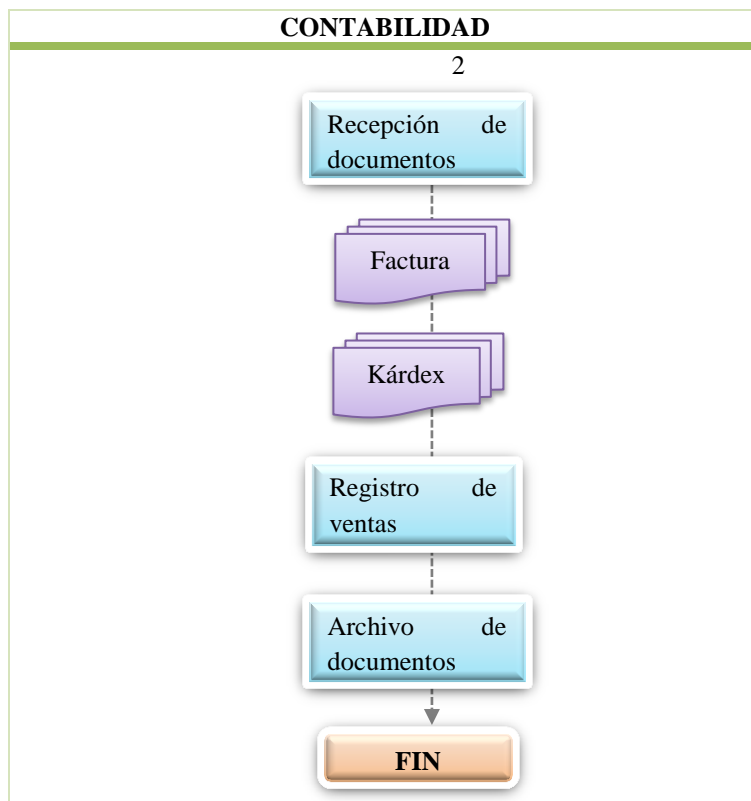 CONTABILIDAD
2
Recepción de
documentos
Factura
Kárdex
Registro de
ventas
Archivo de
documentos
FIN